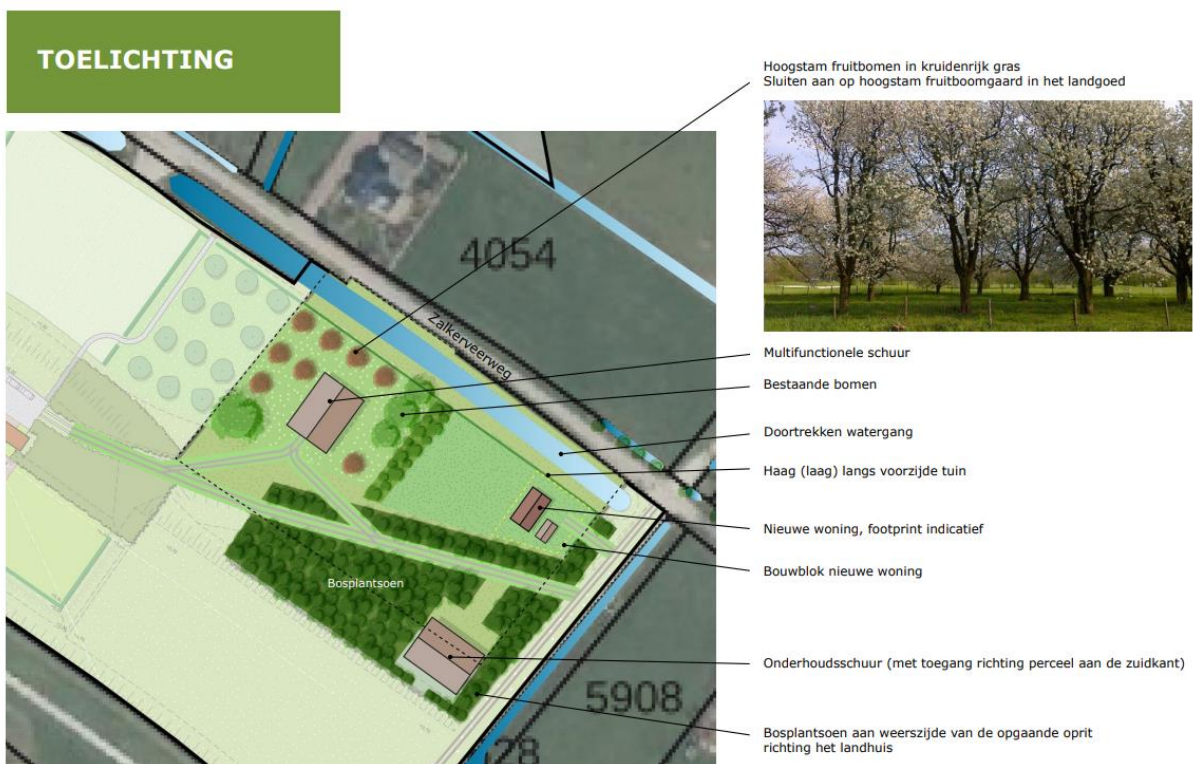 TOELICHTING
Hoogstam fruitbomen in kruidenrijk gras
Sluiten aan op hoogstam fruitboomgaard in het landgoed
4054
Zalkerveerweg
Multifunctionele schuur
Bestaande bomen
Doortrekken watergang
Haag (laag) langs voorzijde tuin
Nieuwe woning, footprint indicatief
Bouwblok nieuwe woning
Bosplantsoen
Onderhoudsschuur (met toegang richting perceel aan de zuidkant)
5908
Bosplantsoen aan weerszijde van de opgaande oprit
richting het landhuis
28